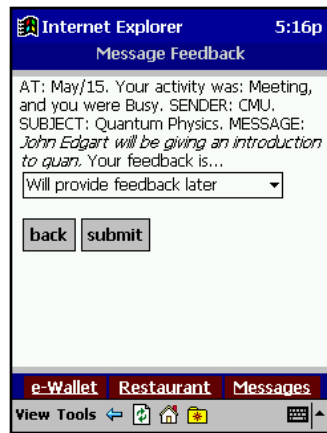 Internet Explorer 5:16p
Message Feedback
AT: May/15. Your activity was: Meeting,
and you were Busy. SENDER: CMU.
SUBJECT: Quantum Physics. MESSAGE:
John Edgart will be giving an introduction
to quan. Your feedback is...
Will provide feedback later
back submit
e-Wallet Restaurant Messages
View Tools